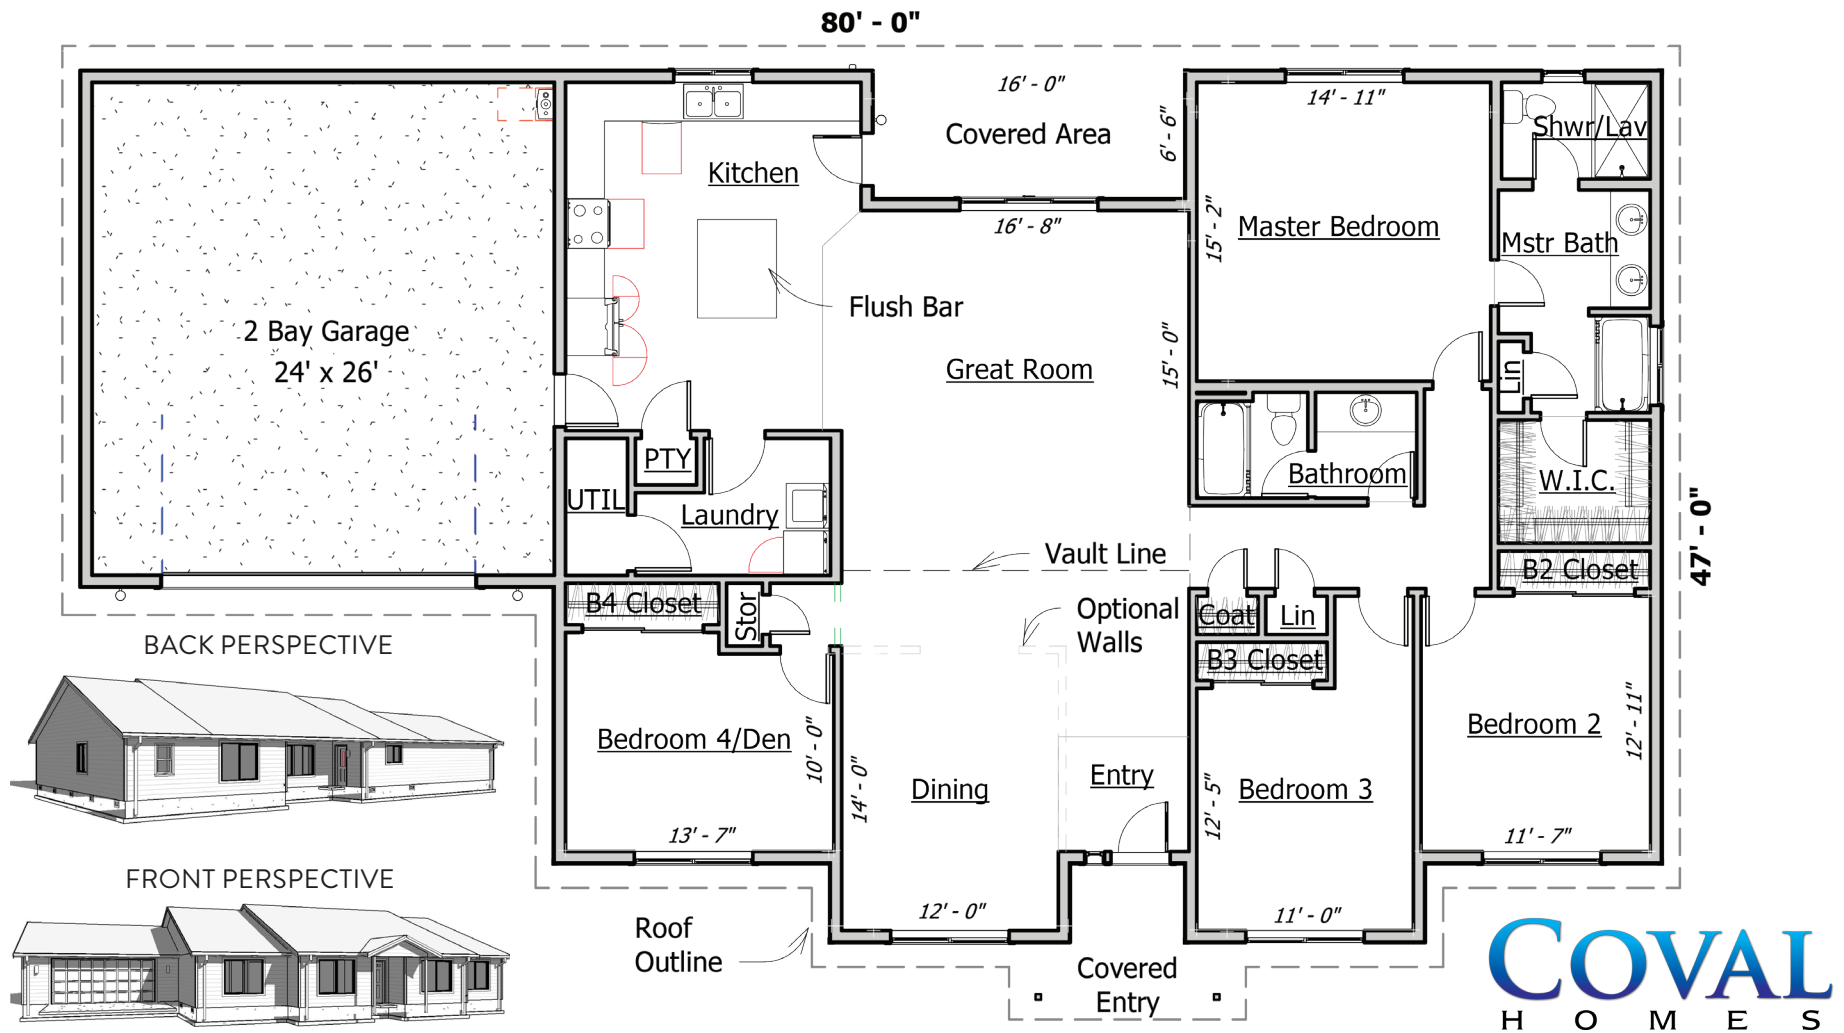 80' - 0"
16' - 0"
14' - 11"
Covered Area
6' - 6"
Shwr/Lav
Kitchen
16' - 8"
15' - 2"
Master Bedroom
Mstr Bath
Flush Bar
2 Bay Garage
24' x 26'
Great Room
15' - 0"
Lin
PTY
Bathroom
W.I.C.
UTIL
Laundry
47' - 0"
Vault Line
B2 Closet
B4 Closet
Stor
Optional
Walls
Coat
Lin
B3 Closet
BACK PERSPECTIVE
Bedroom 4/Den
10' - 0"
14' - 0"
Dining
Entry
12' - 5"
Bedroom 3
Bedroom 2
12' - 11"
13' - 7"
11' - 7"
FRONT PERSPECTIVE
12' - 0"
11' - 0"
Roof
Outline
Covered
Entry
COVAL
HOMES